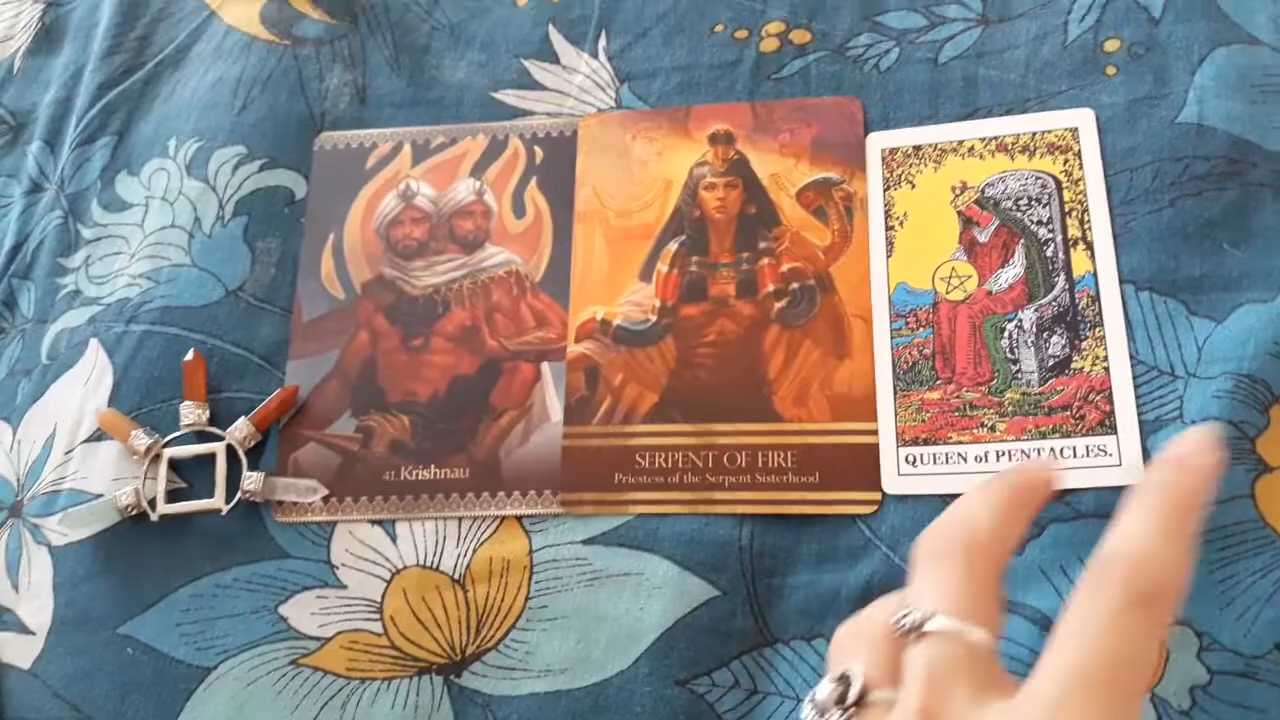 41. Krishnau
SERPENT OF FIRE
Priestess of the Serpent Sisterhood
QUEEN of PENTACLES.